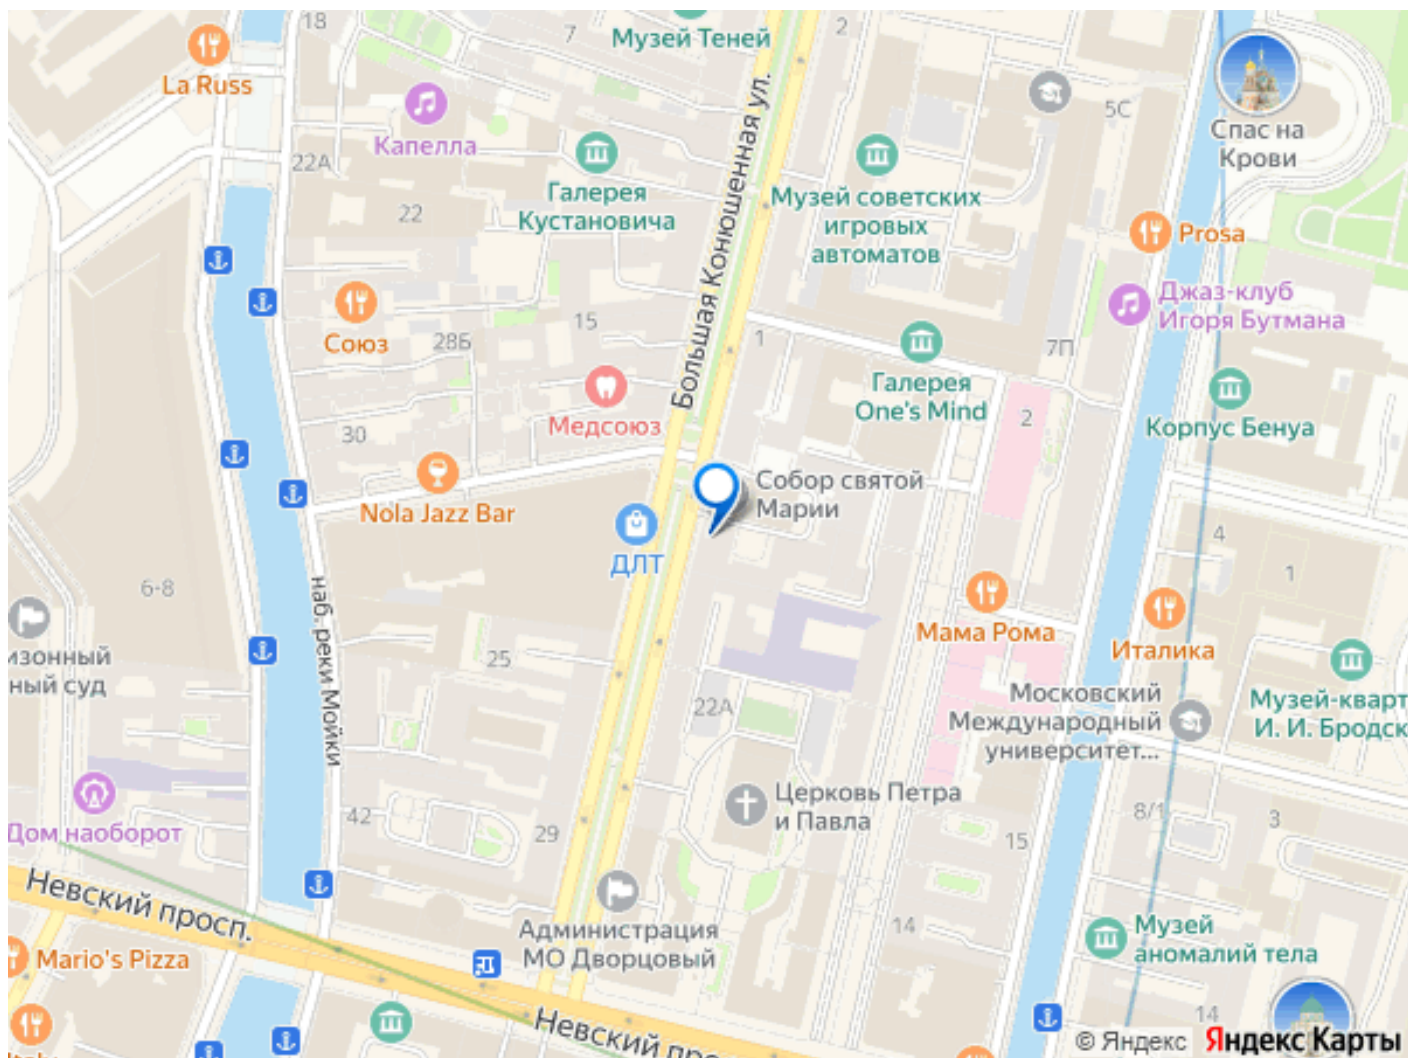 18
7
Музей Теней
2
La Russ
Капелла
5С
Спас на
Крови
22А
Галерея
Кустановича
Музей советских
игровых
автоматов
22
Большая Конюшенная ул.
Prosa
Джаз-клуб
Игоря Бутмана
Союз
28Б
15
1
7П
Галерея
One's Mind
Медсоюз
2
Корпус Бенуа
30
Nola Jazz Bar
Собор святой
Марии
ДЛТ
4
1
6-8
наб. реки Мойки
Мама Рома
Италика
изонный
ный суд
25
22А
Московский
Международный
университет...
Музей-кварт
И. И. Бродск
Церковь Петра
и Павла
Дом наоборот
42
29
15
8/1
3
Невский просп.
Администрация
МО Дворцовый
14
Музей
аномалий тела
Mario's Pizza
Невский про
14
© Яндекс Яндекс Карты